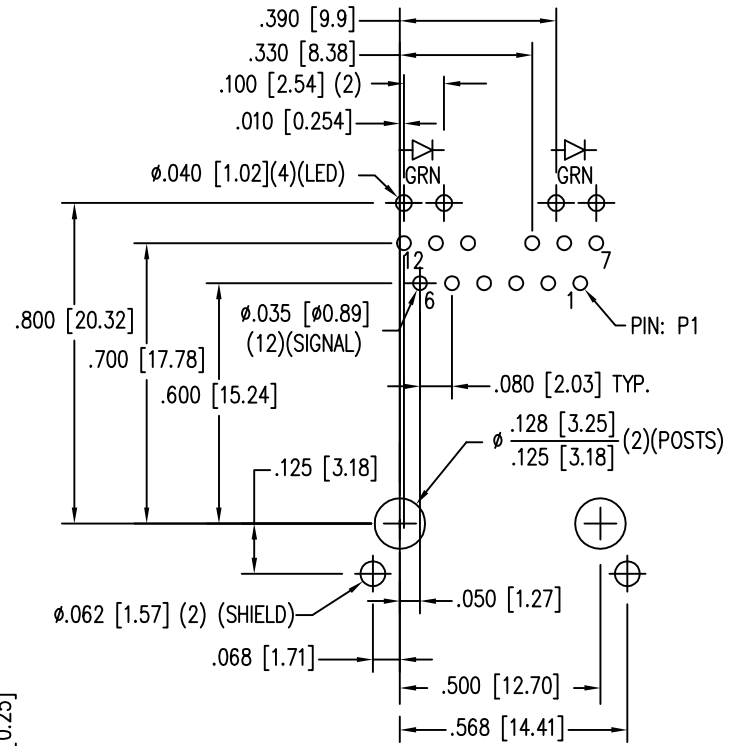 .390 [9.9]
.330 [8.38]
.100 [2.54] (2)
.010 [0.254]
GRN
GRN
ø.040 [1.02](4)(LED)
12
7
6
1
.800 [20.32]
.700 [17.78]
.600 [15.24]
ø.035 [ø0.89]
(12)(SIGNAL)
PIN: P1
.080 [2.03] TYP.
ø .128 [3.25]
.125 [3.18] (2)(POSTS)
.125 [3.18]
ø.062 [1.57] (2) (SHIELD)
.050 [1.27]
.068 [1.71]
.500 [12.70]
.568 [14.41]